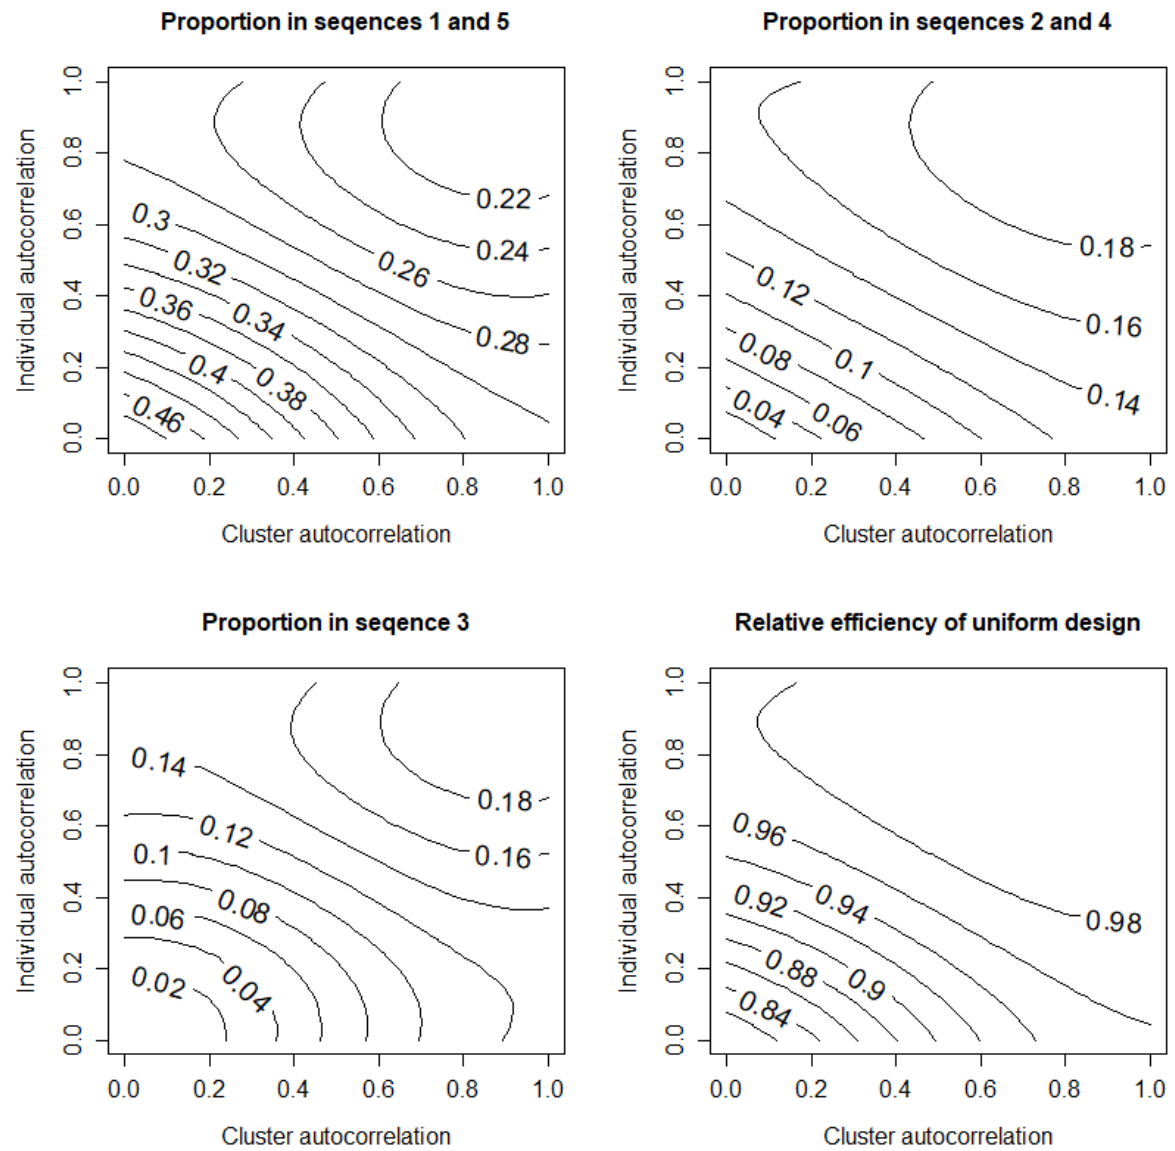 Proportion in seqences 1 and 5
Individual autocorrelation
0.0 0.2 0.4 0.6 0.8 1.0
0.22
0.24
0.26
0.28
0.3
0.32
0.34
0.36
0.38
0.4
0.46
0.0 0.2 0.4 0.6 0.8 1.0
Cluster autocorrelation
Proportion in seqences 2 and 4
Individual autocorrelation
0.0 0.2 0.4 0.6 0.8 1.0
0.18
0.16
0.14
0.12
0.1
0.08
0.06
0.04
0.0 0.2 0.4 0.6 0.8 1.0
Cluster autocorrelation
Proportion in seqence 3
Individual autocorrelation
0.0 0.2 0.4 0.6 0.8 1.0
0.14
0.18
0.12
0.16
0.1
0.08
0.06
0.04
0.02
0.0 0.2 0.4 0.6 0.8 1.0
Cluster autocorrelation
Relative efficiency of uniform design
Individual autocorrelation
0.0 0.2 0.4 0.6 0.8 1.0
0.96
0.94
0.92
0.98
0.9
0.88
0.84
0.0 0.2 0.4 0.6 0.8 1.0
Cluster autocorrelation